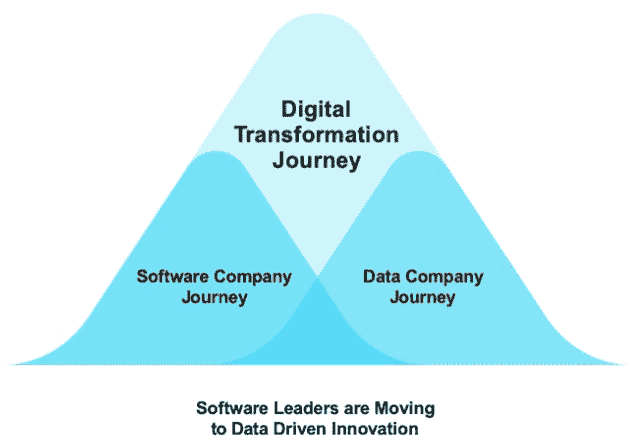 Digital
Transformation
Journey
Software Company
Journey
Data Company
Journey
Software Leaders are Moving
to Data Driven Innovation